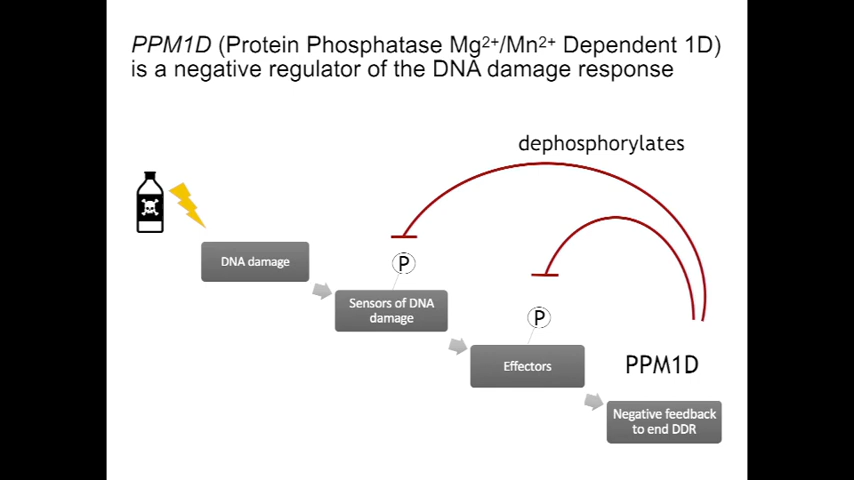 PPM1D (Protein Phosphatase Mg²⁺/Mn²⁺ Dependent 1D)
is a negative regulator of the DNA damage response
dephosphorylates
DNA damage
P
Sensors of DNA
damage
P
Effectors
PPM1D
Negative feedback
to end DDR